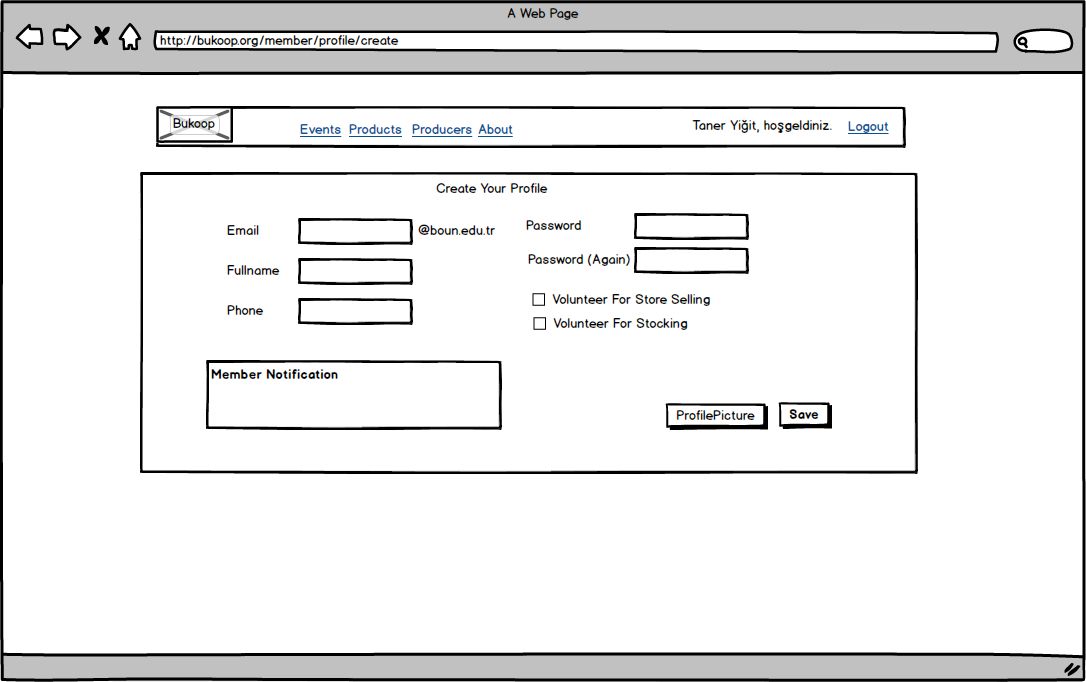 A Web Page
http://bukoop.org/member/profile/create
Bukoop
Events Products Producers About
Taner Yiğit, hoşgeldiniz. Logout
Create Your Profile
Email @boun.edu.tr
Fullname
Phone
Password
Password (Again)
Volunteer For Store Selling
Volunteer For Stocking
Member Notification
ProfilePicture Save